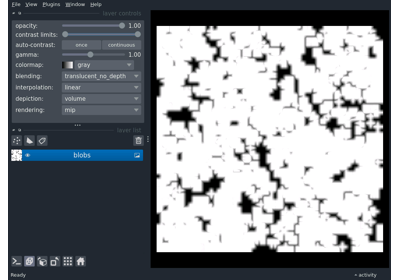 File View Plugins Window Help
layer controls
opacity: 1.00
contrast limits:
auto-contrast: once continuous
gamma: 1.00
colormap: gray
blending: translucent_no_depth
interpolation: linear
depiction: volume
rendering: mip
layer list
blobs
Ready
activity